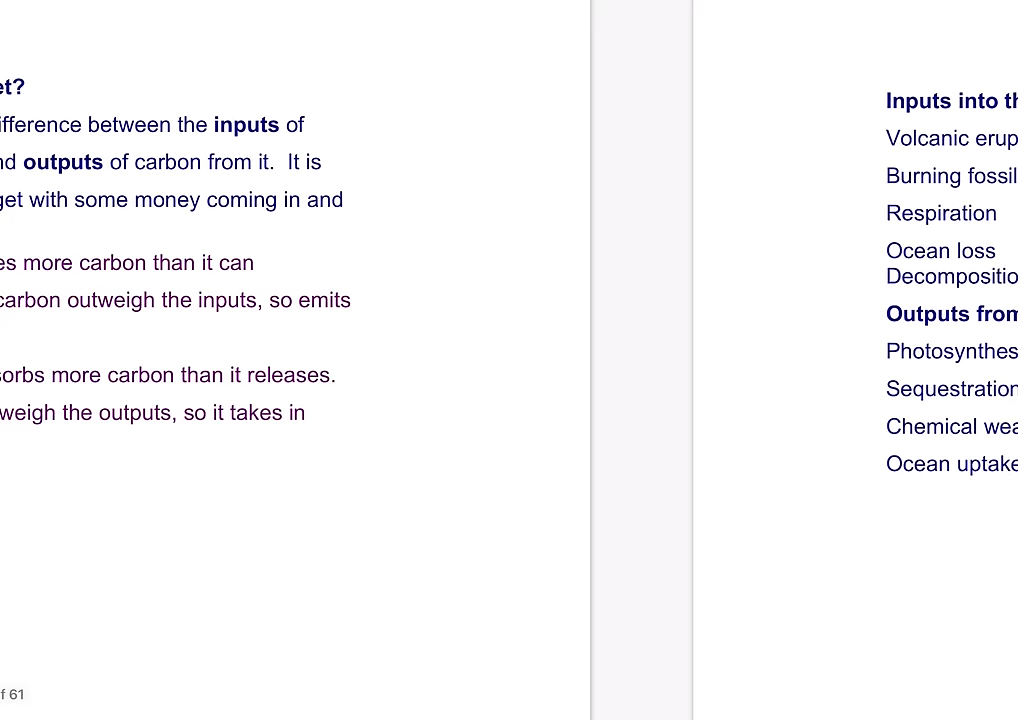 et?
ifference between the inputs of
nd outputs of carbon from it.  It is
get with some money coming in and
es more carbon than it can
carbon outweigh the inputs, so emits
sorbs more carbon than it releases.
weigh the outputs, so it takes in
f 61
Inputs into th
Volcanic erup
Burning fossil
Respiration
Ocean loss
Decompositio
Outputs from
Photosynthes
Sequestration
Chemical wea
Ocean uptake